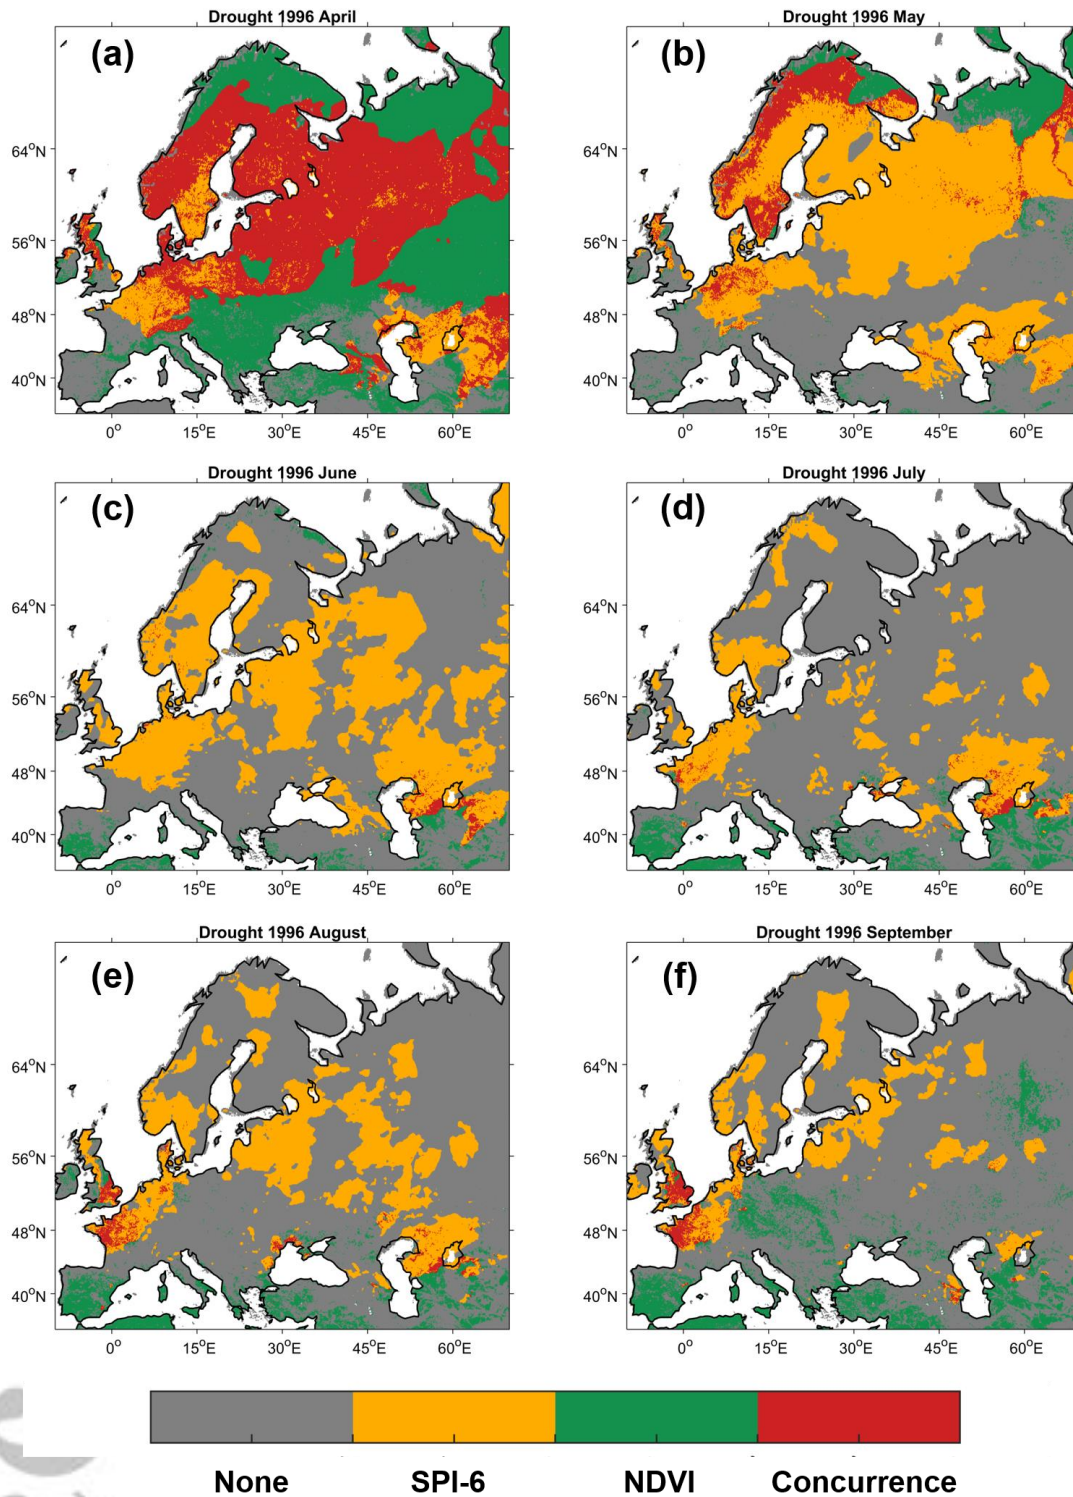 Drought 1996 April
Drought 1996 May
(a)
(b)
64°N
56°N
48°N
40°N
64°N
56°N
48°N
40°N
0° 15°E 30°E 45°E 60°E
0° 15°E 30°E 45°E 60°E
Drought 1996 June
Drought 1996 July
(c)
(d)
64°N
56°N
48°N
40°N
64°N
56°N
48°N
40°N
0° 15°E 30°E 45°E 60°E
0° 15°E 30°E 45°E 60°E
Drought 1996 August
Drought 1996 September
(e)
(f)
64°N
56°N
48°N
40°N
64°N
56°N
48°N
40°N
0° 15°E 30°E 45°E 60°E
0° 15°E 30°E 45°E 60°E
None SPI-6 NDVI Concurrence